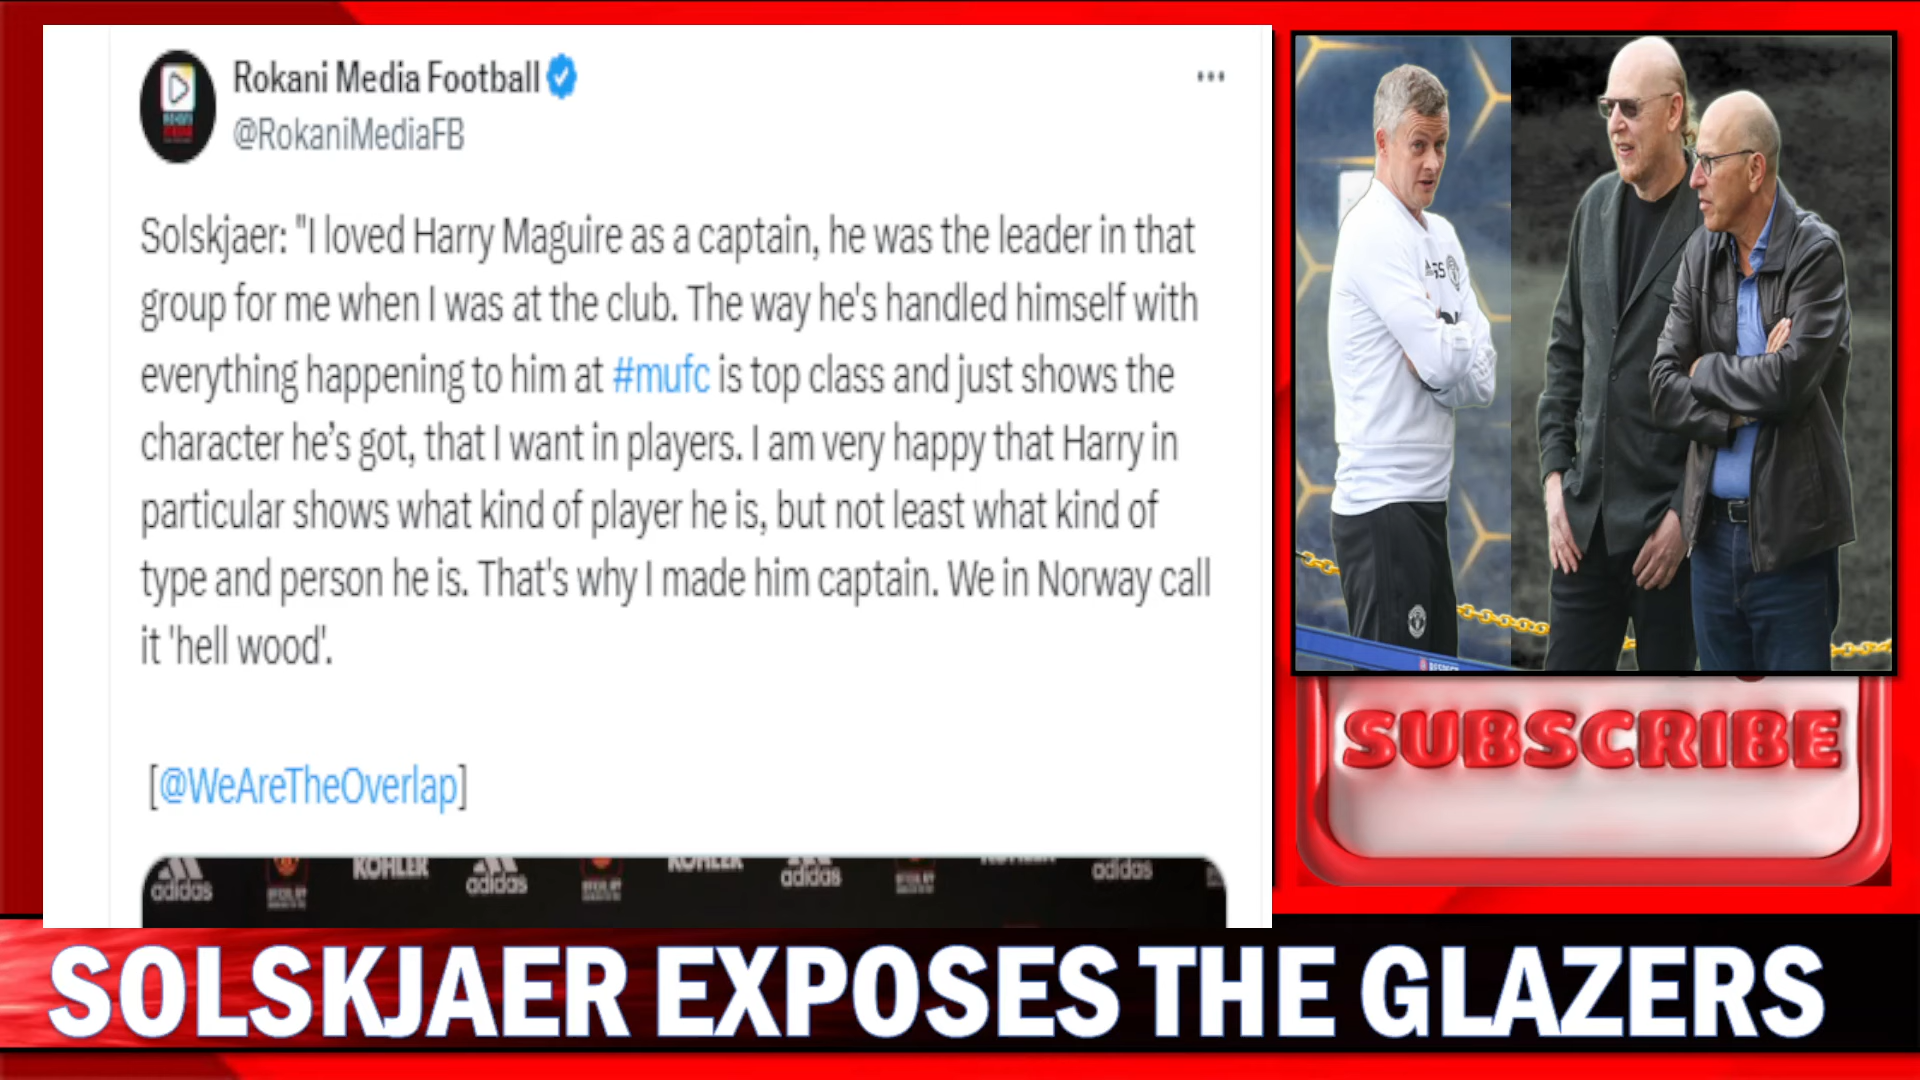 Rokani Media Football
@RokaniMediaFB
Solskjaer: "I loved Harry Maguire as a captain, he was the leader in that
group for me when I was at the club. The way he's handled himself with
everything happening to him at #mufc is top class and just shows the
character he’s got, that I want in players. I am very happy that Harry in
particular shows what kind of player he is, but not least what kind of
type and person he is. That's why I made him captain. We in Norway call
it 'hell wood'.
[@WeAreTheOverlap]
adidas
KOHLER
adidas
KOHLER
adidas
adidas
SUBSCRIBE
SOLSKJAER EXPOSES THE GLAZERS